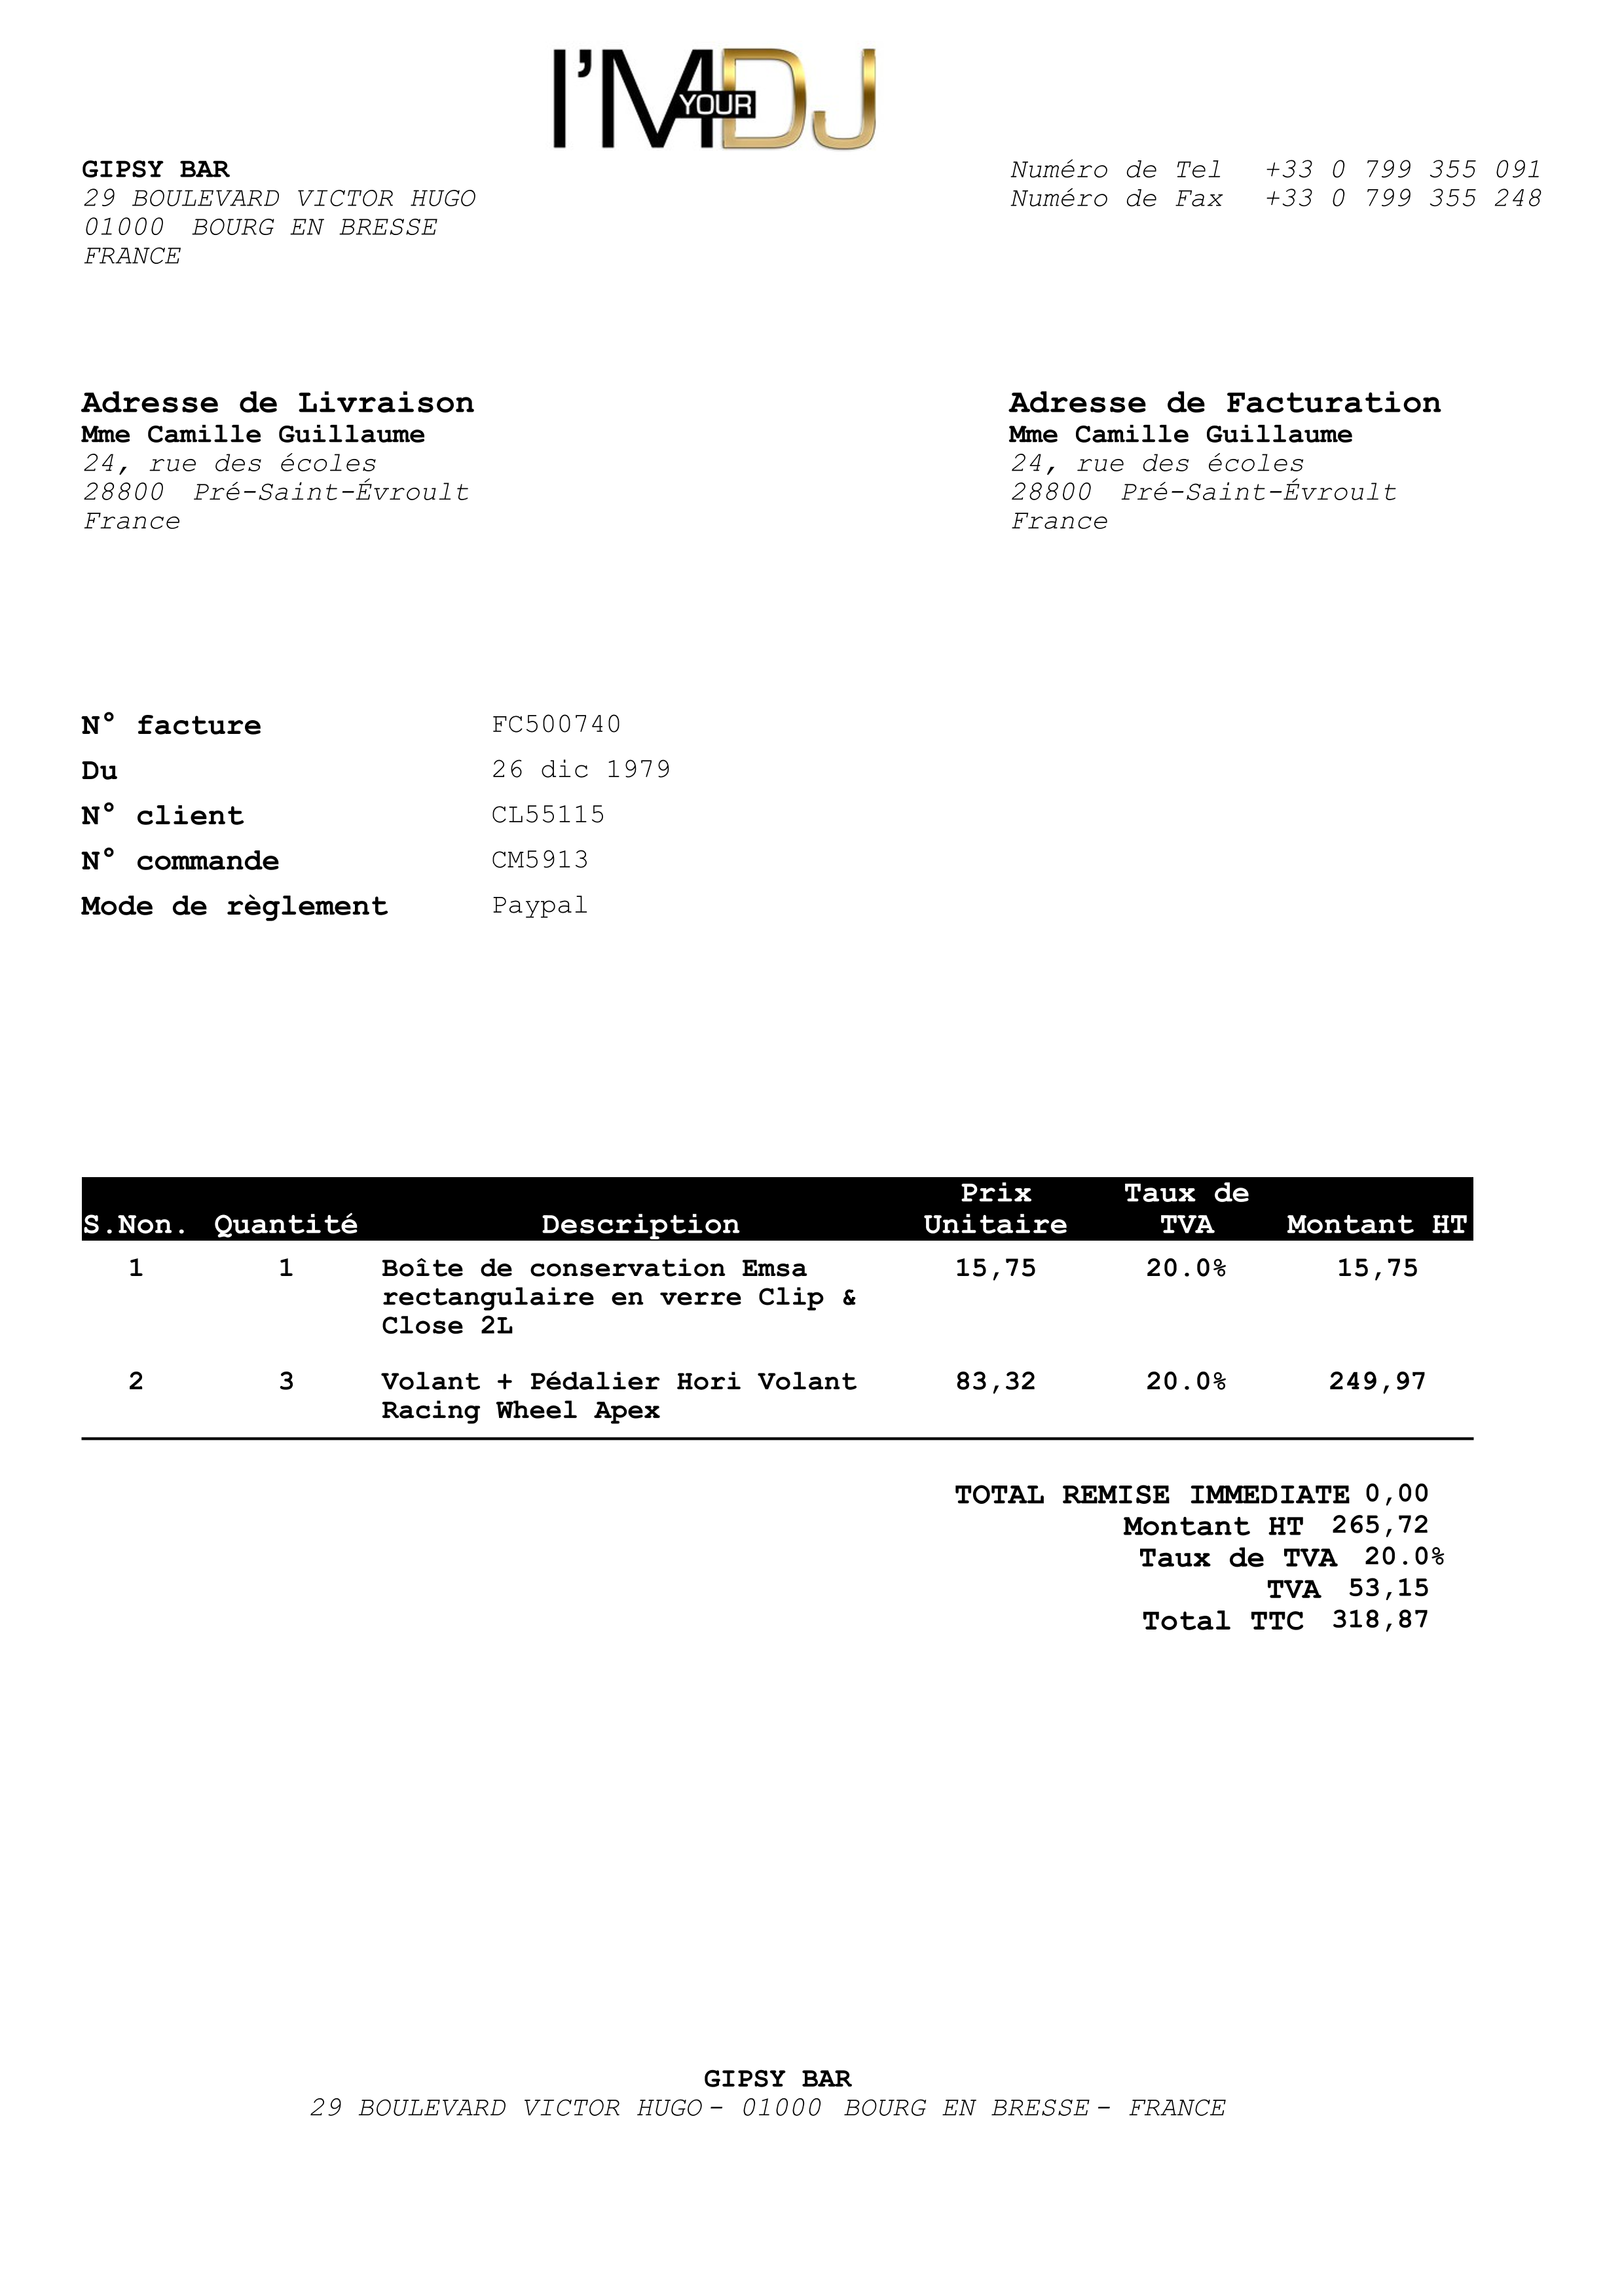 I'M YOUR DJ
GIPSY BAR
29 BOULEVARD VICTOR HUGO
01000 BOURG EN BRESSE
FRANCE
Numéro de Tel +33 0 799 355 091
Numéro de Fax +33 0 799 355 248
Adresse de Livraison
Mme Camille Guillaume
24, rue des écoles
28800 Pré-Saint-Évroult
France
Adresse de Facturation
Mme Camille Guillaume
24, rue des écoles
28800 Pré-Saint-Évroult
France
N° facture FC500740
Du 26 dic 1979
N° client CL55115
N° commande CM5913
Mode de règlement Paypal
S.Non. Quantité Description Prix Unitaire Taux de TVA Montant HT
1 1 Boîte de conservation Emsa 15,75 20.0% 15,75
rectangulaire en verre Clip &
Close 2L
2 3 Volant + Pédalier Hori Volant 83,32 20.0% 249,97
Racing Wheel Apex
TOTAL REMISE IMMEDIATE 0,00
Montant HT 265,72
Taux de TVA 20.0%
TVA 53,15
Total TTC 318,87
GIPSY BAR
29 BOULEVARD VICTOR HUGO - 01000 BOURG EN BRESSE - FRANCE